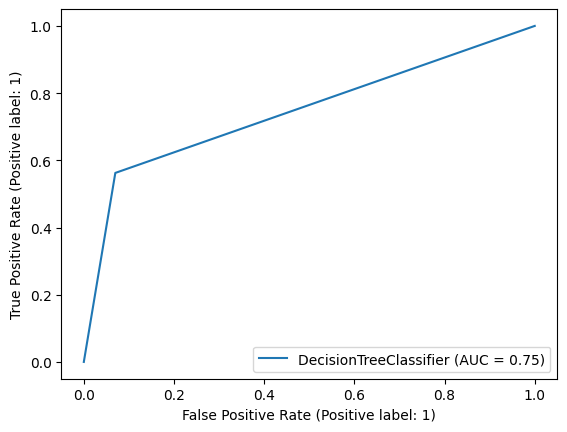 1.0
0.8
0.6
0.4
0.2
0.0
True Positive Rate (Positive label: 1)
DecisionTreeClassifier (AUC = 0.75)
0.0 0.2 0.4 0.6 0.8 1.0
False Positive Rate (Positive label: 1)